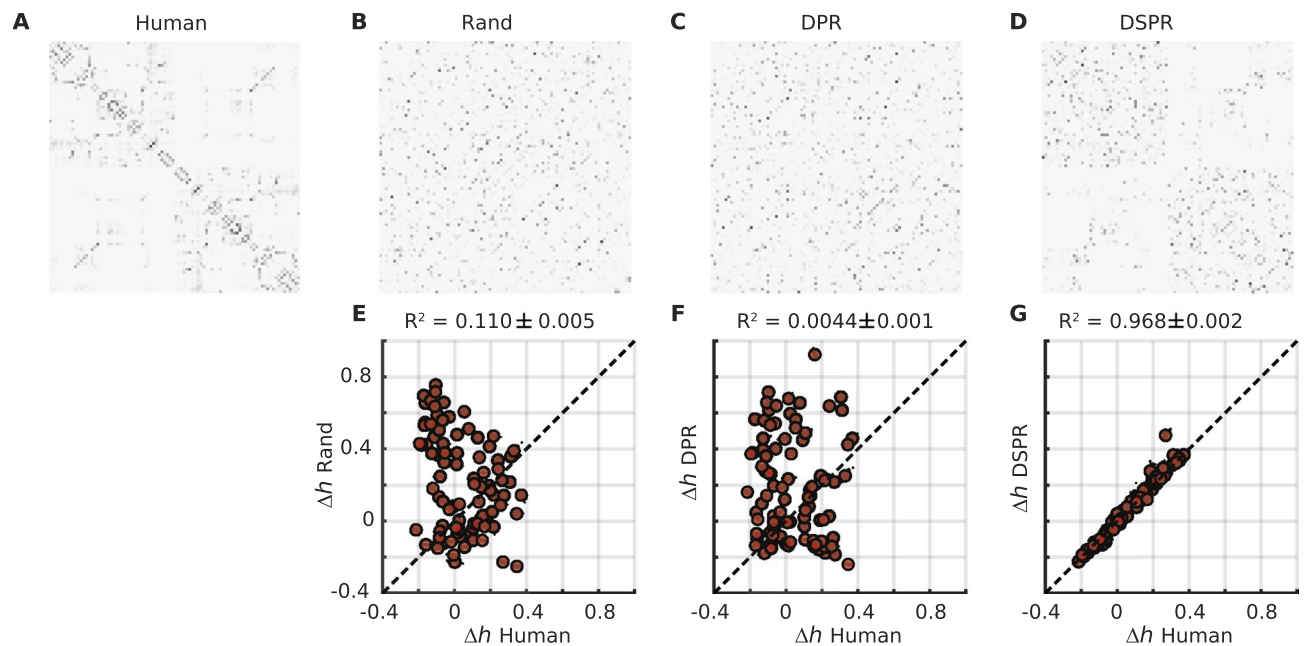 A Human B Rand C DPR D DSPR
E R² = 0.110 ± 0.005 F R² = 0.0044±0.001 G R² = 0.968±0.002
0.8
0.4
0
-0.4
Δh Rand
Δh DPR
Δh DSPR
-0.4 0 0.4 0.8 -0.4 0 0.4 0.8 -0.4 0 0.4 0.8
Δh Human Δh Human Δh Human